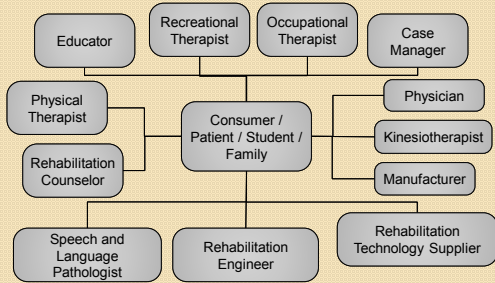 Educator
Recreational
Therapist
Occupational
Therapist
Case
Manager
Physical
Therapist
Consumer /
Patient / Student /
Family
Physician
Kinesiotherapist
Rehabilitation
Counselor
Manufacturer
Speech and
Language
Pathologist
Rehabilitation
Engineer
Rehabilitation
Technology Supplier